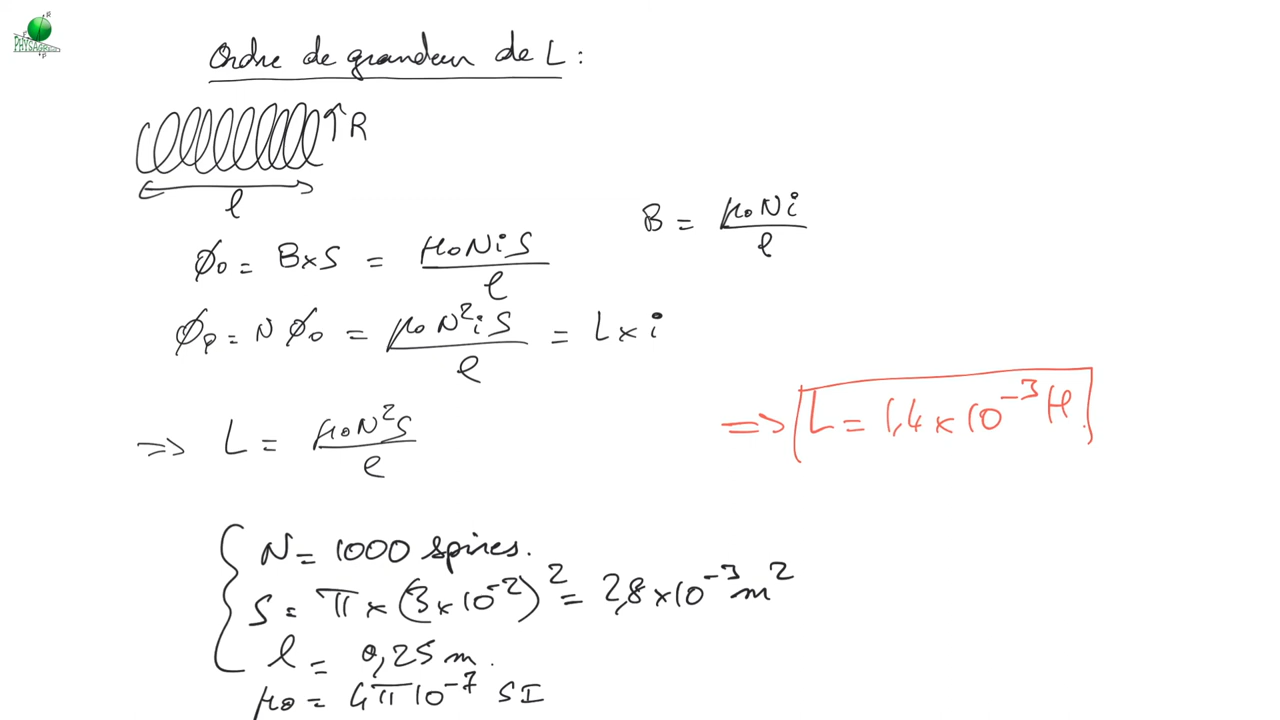 PHYSAGREG
Ordre de grandeur de L :
R
l
B = μ₀Ni / l
ϕ₀ = B×S = μ₀NiS / l
ϕₚ = Nϕ₀ = μ₀N²iS / l = L×i
=> L = 1,4×10⁻³ H.
=> L = μ₀N²S / l
N = 1000 spires.
S = π×(3×10⁻²)² = 2,8×10⁻³ m²
l = 0,25 m.
μ₀ = 4π10⁻⁷ SI